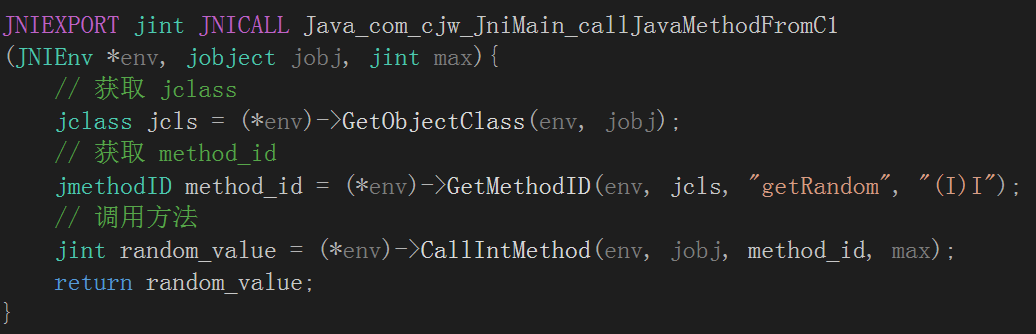 JNIEXPORT jint JNICALL Java_com_cjw_JniMain_callJavaMethodFromC1
(JNIEnv *env, jobject jobj, jint max){
    // 获取 jclass
    jclass jcls = (*env)->GetObjectClass(env, jobj);
    // 获取 method_id
    jmethodID method_id = (*env)->GetMethodID(env, jcls, "getRandom", "(I)I");
    // 调用方法
    jint random_value = (*env)->CallIntMethod(env, jobj, method_id, max);
    return random_value;
}